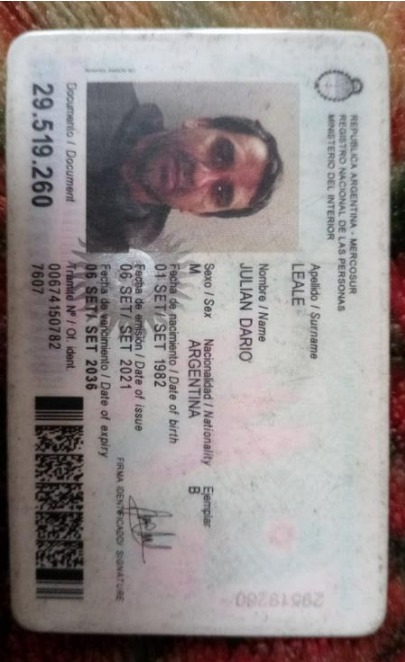 REPUBLICA ARGENTINA - MERCOSUR
REGISTRO NACIONAL DE LAS PERSONAS
MINISTERIO DEL INTERIOR
Apellido / Surname
LEALE
Nombre / Name
JULIAN DARIO
Sexo / Sex Nacionalidad / Nationality Ejemplar
M ARGENTINA B
Fecha de nacimiento / Date of birth
01 SET/ SET 1982
Fecha de emisión / Date of issue
06 SET/ SET 2021
Fecha de vencimiento / Date of expiry
06 SET/ SET 2036
FIRMA IDENTIFICADO/ SIGNATURE
Documento / Document
29.519.260
Trámite Nº / Of. ident.
00674150782
7607
29519260